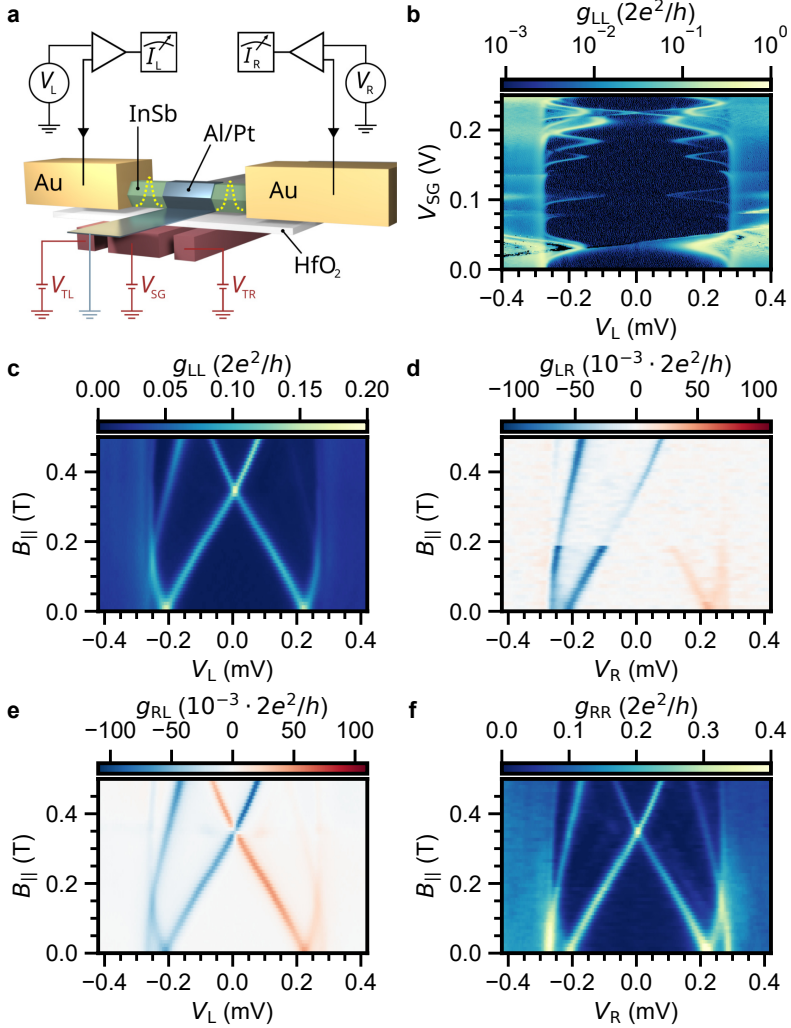 a
I_L
I_R
V_L
V_R
InSb
Al/Pt
Au
Au
HfO₂
V_TL
V_SG
V_TR
b
g_LL (2e²/h)
10⁻³ 10⁻² 10⁻¹ 10⁰
V_SG (V)
0.2
0.1
0.0
−0.4 −0.2 0.0 0.2 0.4
V_L (mV)
c
g_LL (2e²/h)
0.00 0.05 0.10 0.15 0.20
B_|| (T)
0.4
0.2
0.0
−0.4 −0.2 0.0 0.2 0.4
V_L (mV)
d
g_LR (10⁻³ · 2e²/h)
−100 −50 0 50 100
B_|| (T)
0.4
0.2
0.0
−0.4 −0.2 0.0 0.2 0.4
V_R (mV)
e
g_RL (10⁻³ · 2e²/h)
−100 −50 0 50 100
B_|| (T)
0.4
0.2
0.0
−0.4 −0.2 0.0 0.2 0.4
V_L (mV)
f
g_RR (2e²/h)
0.0 0.1 0.2 0.3 0.4
B_|| (T)
0.4
0.2
0.0
−0.4 −0.2 0.0 0.2 0.4
V_R (mV)